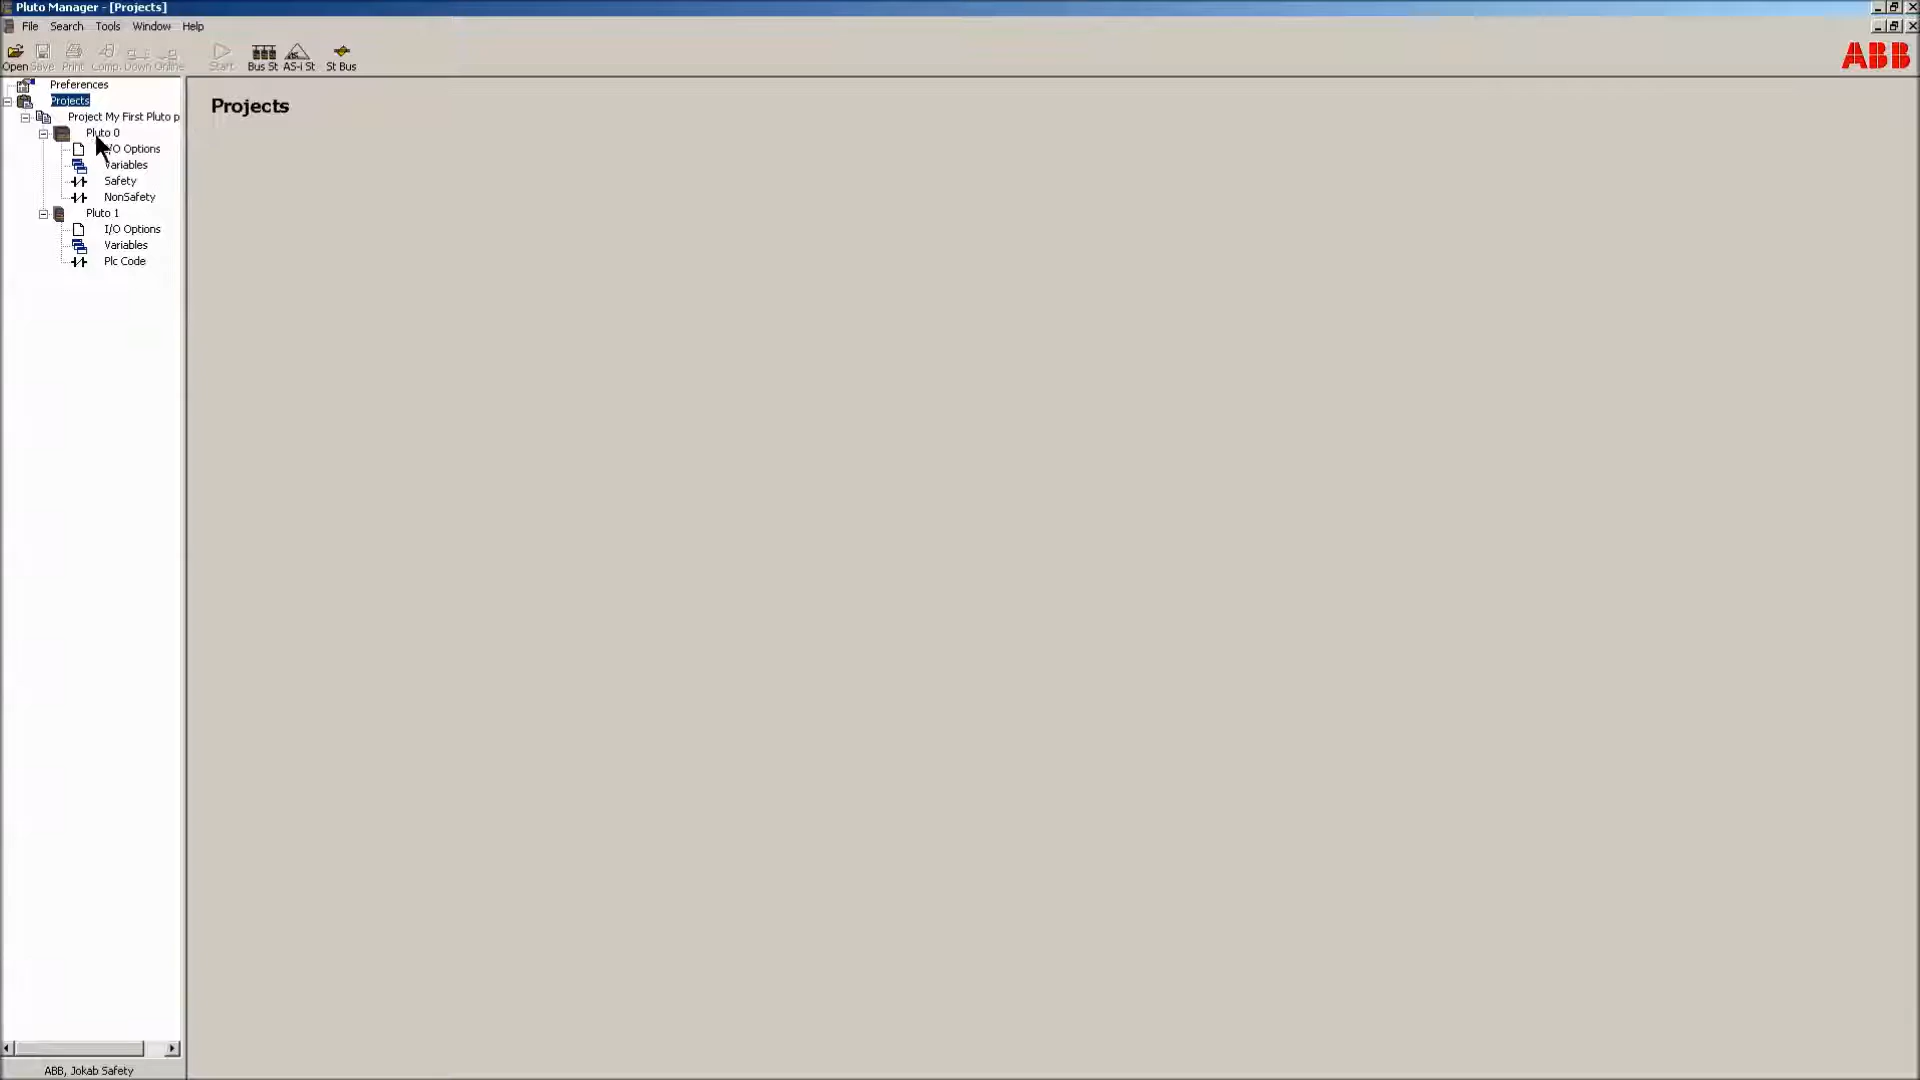 Pluto Manager - [Projects]
File Search Tools Window Help
Open Save Print Comp. Down Online Start Bus St AS-i St St Bus
ABB
Preferences
Projects
Projects
Project My First Pluto p
Pluto 0
I/O Options
Variables
Safety
NonSafety
Pluto 1
I/O Options
Variables
Plc Code
ABB, Jokab Safety